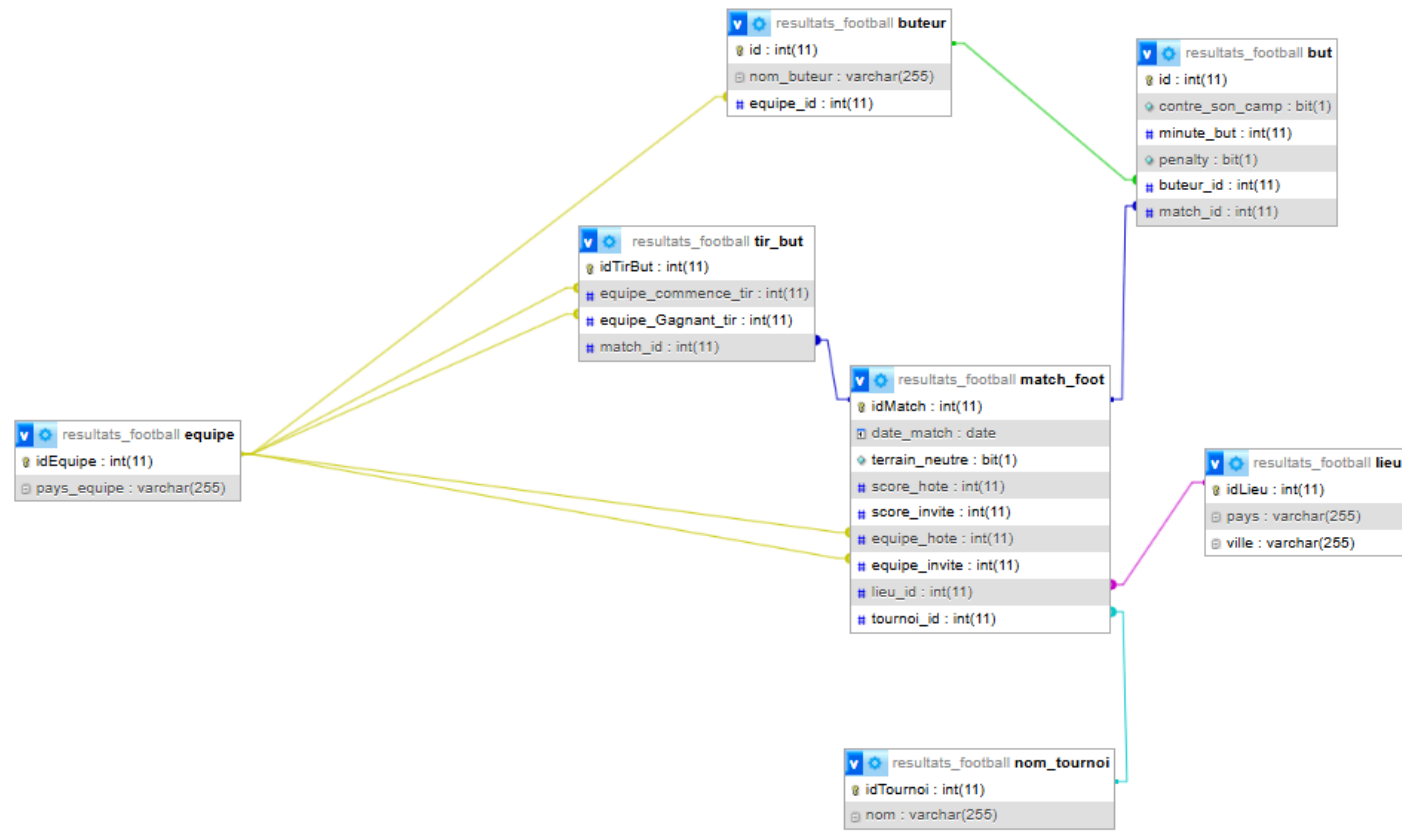 v resultats_football buteur
id : int(11)
nom_buteur : varchar(255)
# equipe_id : int(11)
v resultats_football but
id : int(11)
contre_son_camp : bit(1)
# minute_but : int(11)
penalty : bit(1)
# buteur_id : int(11)
# match_id : int(11)
v resultats_football tir_but
idTirBut : int(11)
# equipe_commence_tir : int(11)
# equipe_Gagnant_tir : int(11)
# match_id : int(11)
v resultats_football match_foot
idMatch : int(11)
date_match : date
terrain_neutre : bit(1)
# score_hote : int(11)
# score_invite : int(11)
# equipe_hote : int(11)
# equipe_invite : int(11)
# lieu_id : int(11)
# tournoi_id : int(11)
v resultats_football equipe
idEquipe : int(11)
pays_equipe : varchar(255)
v resultats_football lieu
idLieu : int(11)
pays : varchar(255)
ville : varchar(255)
v resultats_football nom_tournoi
idTournoi : int(11)
nom : varchar(255)